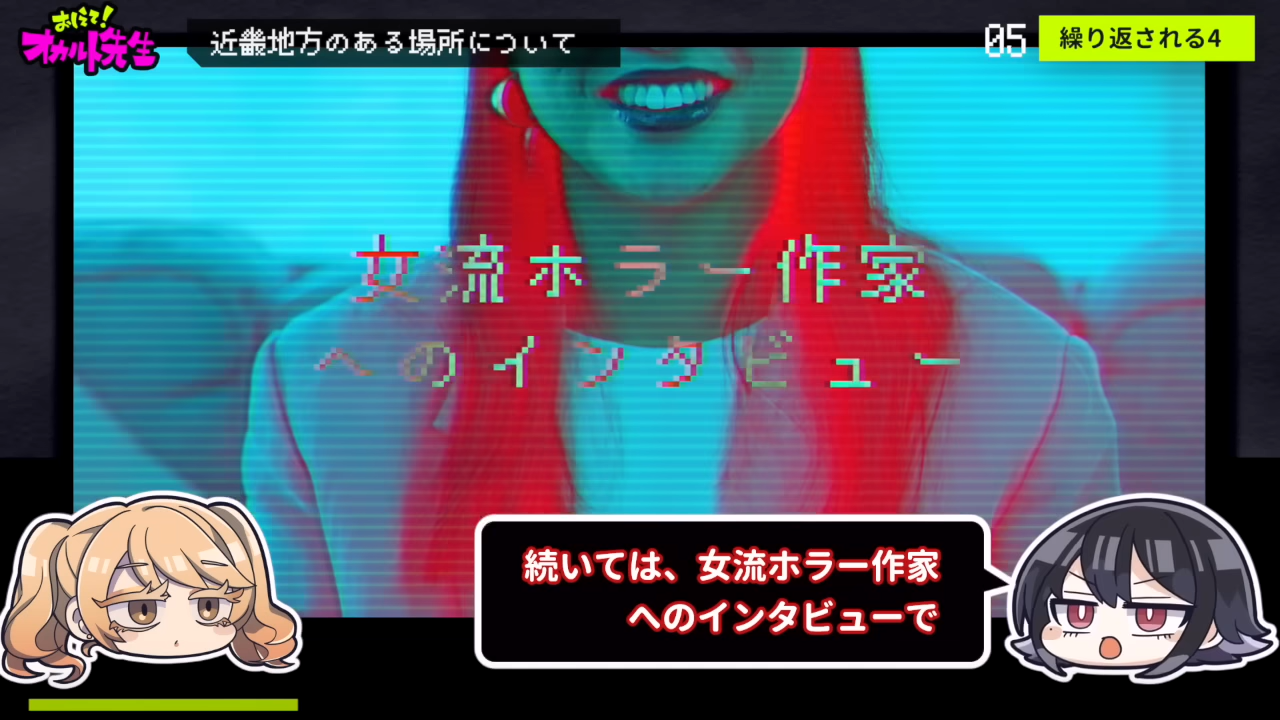 おしえて!
オカルト先生
近畿地方のある場所について
05
繰り返される4
女流ホラー作家
へのインタビュー
続いては、女流ホラー作家
へのインタビューで